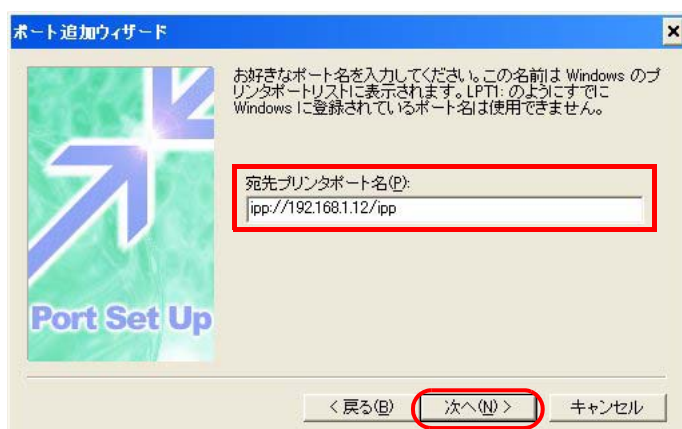 ポート追加ウィザード
お好きなポート名を入力してください。この名前は Windows のプ
リンタポートリストに表示されます。LPT1: のようにすでに
Windows に登録されているポート名は使用できません。
宛先プリンタポート名(P):
ipp://192.168.1.12/ipp
Port Set Up
< 戻る(B)
次へ(N) >
キャンセル